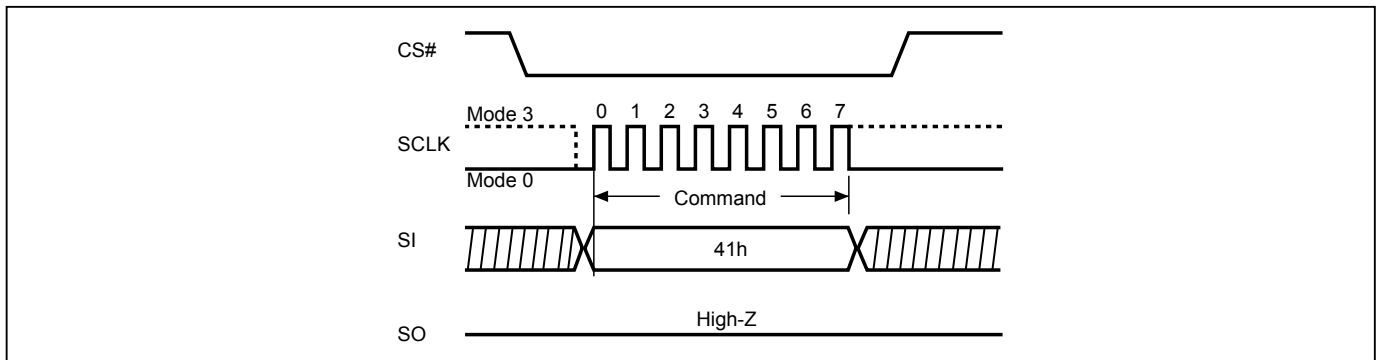 CS#
Mode 3
0 1 2 3 4 5 6 7
SCLK
Mode 0
Command
SI
41h
High-Z
SO